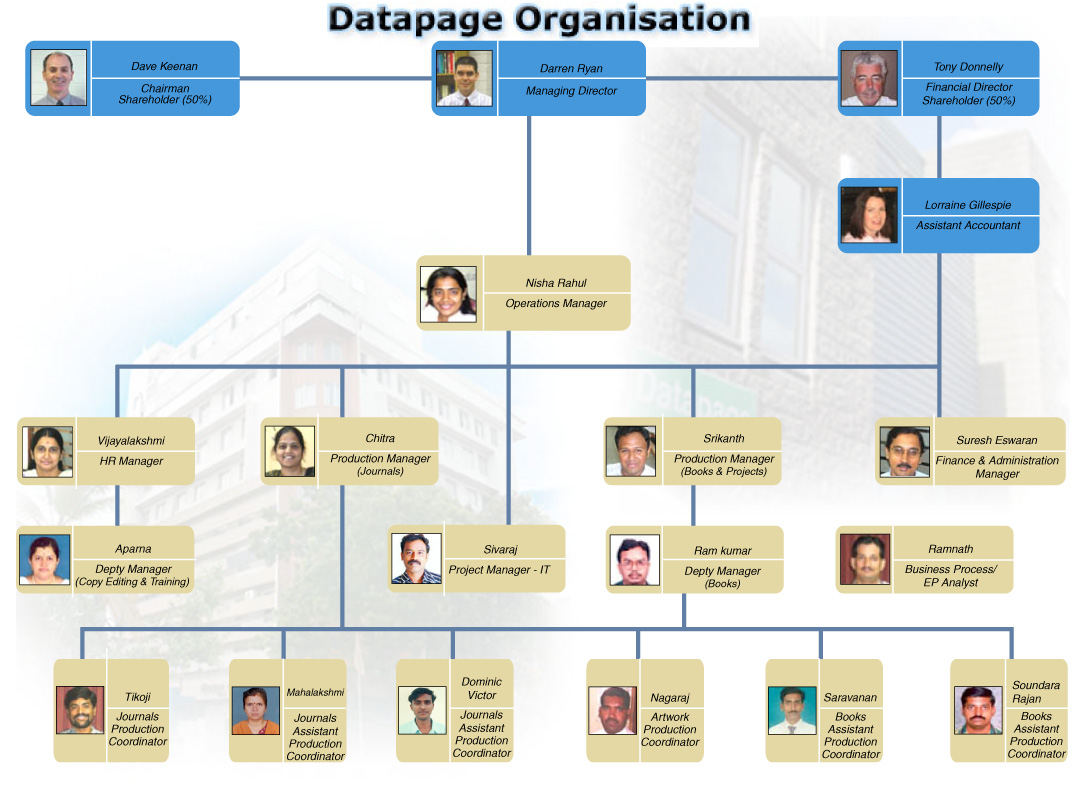 Datapage Organisation
Dave Keenan
Chairman
Shareholder (50%)
Darren Ryan
Managing Director
Tony Donnelly
Financial Director
Shareholder (50%)
Lorraine Gillespie
Assistant Accountant
Nisha Rahul
Operations Manager
Vijayalakshmi
HR Manager
Chitra
Production Manager
(Journals)
Srikanth
Production Manager
(Books & Projects)
Suresh Eswaran
Finance & Administration
Manager
Aparna
Depty Manager
(Copy Editing & Training)
Sivaraj
Project Manager - IT
Ram kumar
Depty Manager
(Books)
Ramnath
Business Process/
EP Analyst
Tikoji
Journals
Production
Coordinator
Mahalakshmi
Journals
Assistant
Production
Coordinator
Dominic
Victor
Journals
Assistant
Production
Coordinator
Nagaraj
Artwork
Production
Coordinator
Saravanan
Books
Assistant
Production
Coordinator
Soundara
Rajan
Books
Assistant
Production
Coordinator